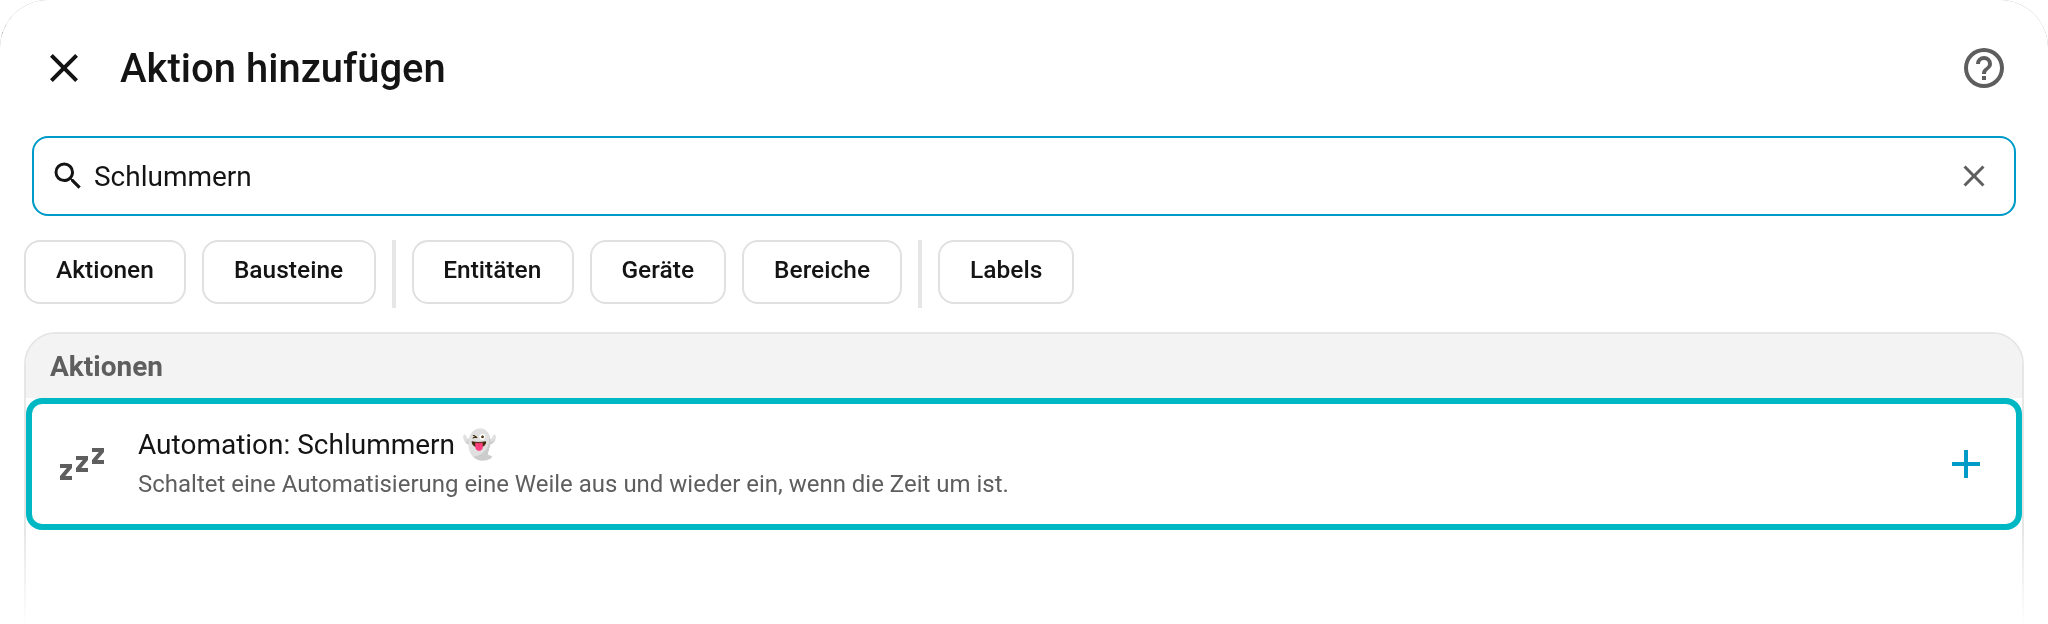 Aktion hinzufügen
Schlummern
Aktionen
Bausteine
Entitäten
Geräte
Bereiche
Labels
Aktionen
Automation: Schlummern 👻
Schaltet eine Automatisierung eine Weile aus und wieder ein, wenn die Zeit um ist.